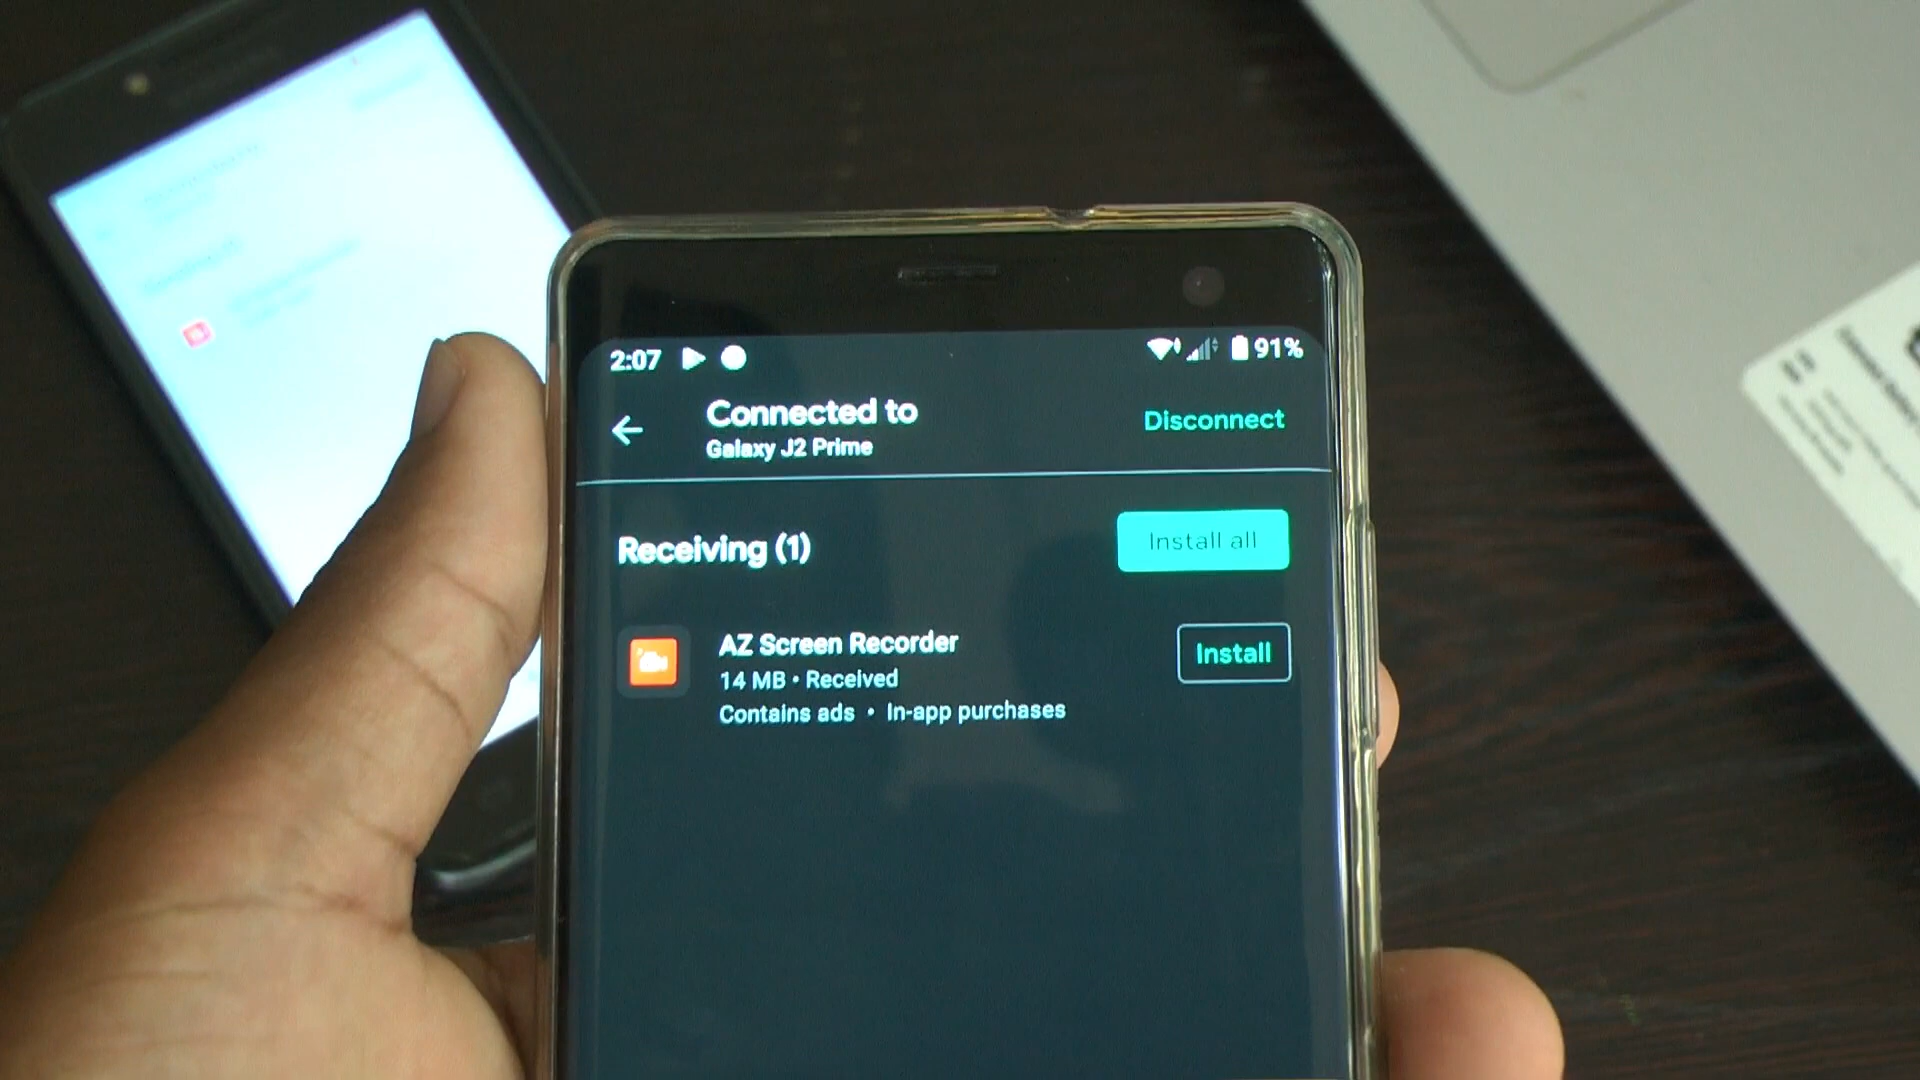 2:07 91%
Connected to
Galaxy J2 Prime
Disconnect
Receiving (1)
Install all
AZ Screen Recorder
14 MB • Received
Contains ads • In-app purchases
Install